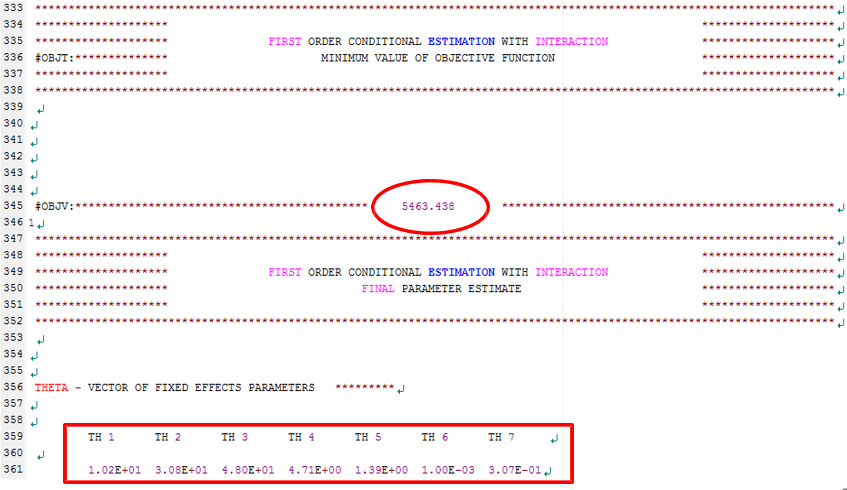 333 ************************************************************************************************************************
334 ******************** ********************
335 ******************** FIRST ORDER CONDITIONAL ESTIMATION WITH INTERACTION ********************
336 #OBJT:************** MINIMUM VALUE OF OBJECTIVE FUNCTION ********************
337 ******************** ********************
338 ************************************************************************************************************************
339
340
341
342
343
344
345 #OBJV:******************************************** 5463.438 **************************************************
346 1
347 ************************************************************************************************************************
348 ******************** ********************
349 ******************** FIRST ORDER CONDITIONAL ESTIMATION WITH INTERACTION ********************
350 ******************** FINAL PARAMETER ESTIMATE ********************
351 ******************** ********************
352 ************************************************************************************************************************
353
354
355
356 THETA - VECTOR OF FIXED EFFECTS PARAMETERS *********
357
358
359 TH 1 TH 2 TH 3 TH 4 TH 5 TH 6 TH 7
360
361 1.02E+01 3.08E+01 4.80E+01 4.71E+00 1.39E+00 1.00E-03 3.07E-01